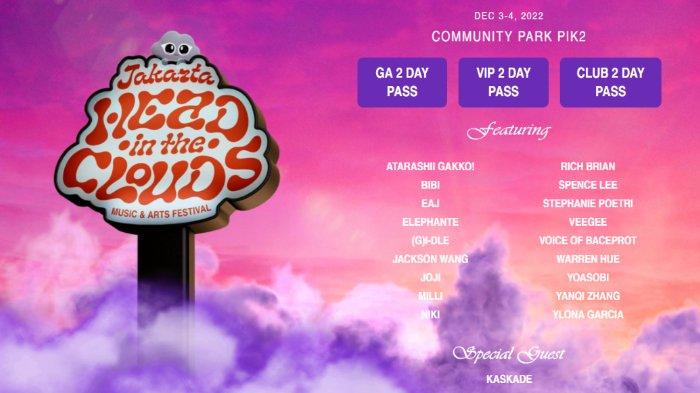 Jakarta
HEAD
in the
CLOUDS
MUSIC & ARTS FESTIVAL
DEC 3-4, 2022
COMMUNITY PARK PIK2
GA 2 DAY
PASS
VIP 2 DAY
PASS
CLUB 2 DAY
PASS
Featuring
ATARASHII GAKKO!
BIBI
EAJ
ELEPHANTE
(G)I-DLE
JACKSON WANG
JOJI
MILLI
NIKI
RICH BRIAN
SPENCE LEE
STEPHANIE POETRI
VEEGEE
VOICE OF BACEPROT
WARREN HUE
YOASOBI
YANQI ZHANG
YLONA GARCIA
Special Guest
KASKADE